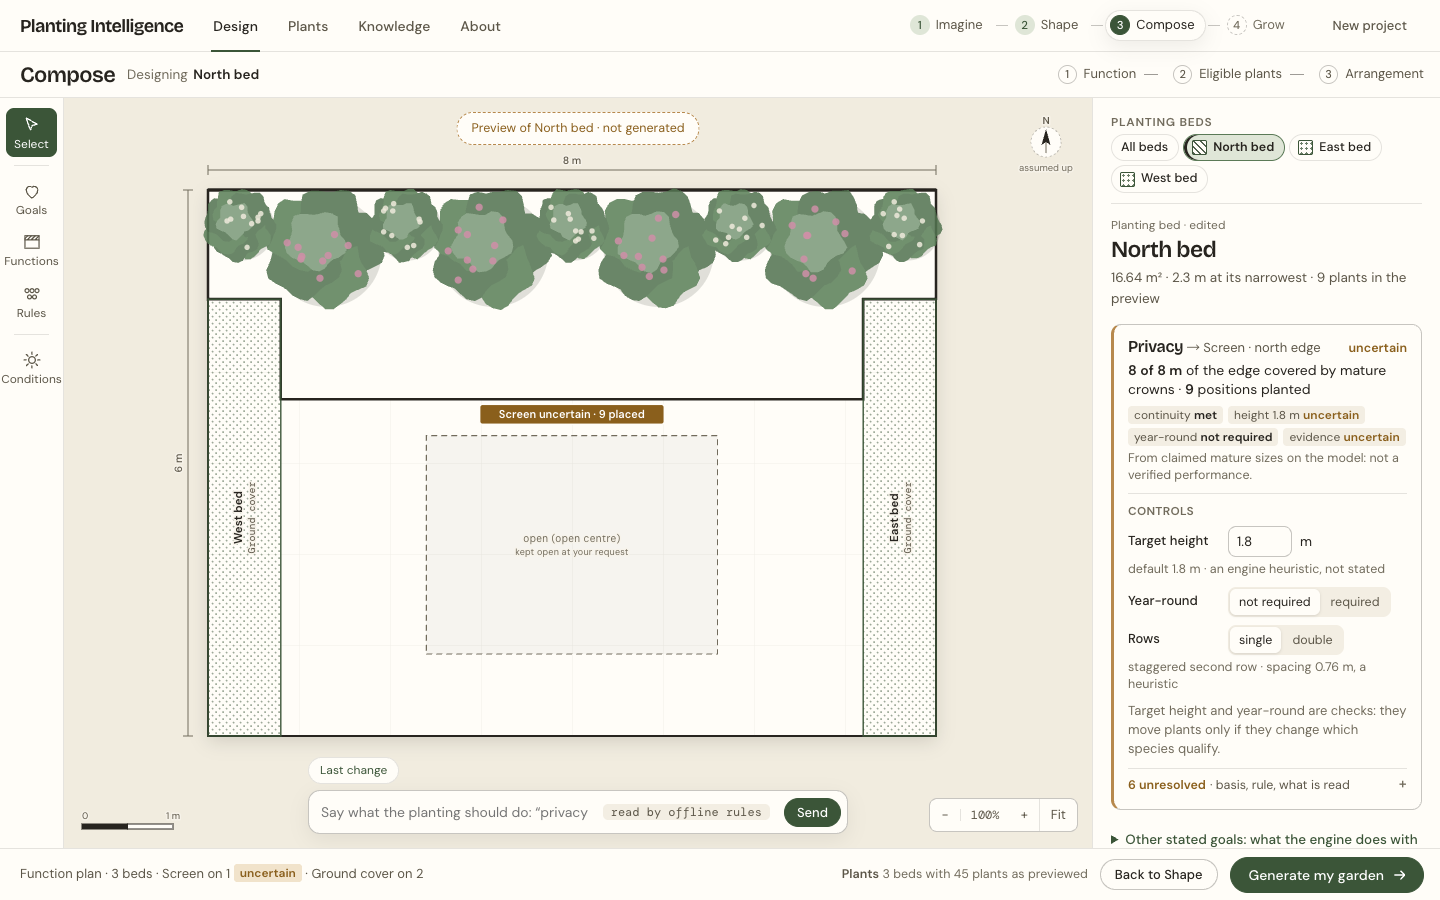 Planting Intelligence
Design
Plants
Knowledge
About
1 Imagine
2 Shape
3 Compose
4 Grow
New project
Compose
Designing North bed
1 Function
2 Eligible plants
3 Arrangement
Select
Goals
Functions
Rules
Conditions
Preview of North bed · not generated
N
assumed up
8 m
6 m
Screen uncertain · 9 placed
open (open centre)
kept open at your request
West bed
Ground cover
East bed
Ground cover
Last change
Say what the planting should do: “privacy
read by offline rules
Send
0 1 m
− 100% +
Fit
PLANTING BEDS
All beds
North bed
East bed
West bed
Planting bed · edited
North bed
16.64 m² · 2.3 m at its narrowest · 9 plants in the
preview
Privacy → Screen · north edge
uncertain
8 of 8 m of the edge covered by mature
crowns · 9 positions planted
continuity met
height 1.8 m uncertain
year-round not required
evidence uncertain
From claimed mature sizes on the model: not a
verified performance.
CONTROLS
Target height 1.8 m
default 1.8 m · an engine heuristic, not stated
Year-round not required required
Rows single double
staggered second row · spacing 0.76 m, a
heuristic
Target height and year-round are checks: they
move plants only if they change which
species qualify.
6 unresolved · basis, rule, what is read +
Other stated goals: what the engine does with
Function plan · 3 beds · Screen on 1 uncertain · Ground cover on 2
Plants 3 beds with 45 plants as previewed
Back to Shape
Generate my garden →